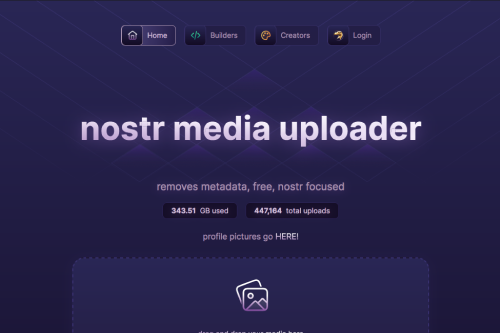 Home Builders Creators Login
nostr media uploader
removes metadata, free, nostr focused
343.51 GB used 447,164 total uploads
profile pictures go HERE!